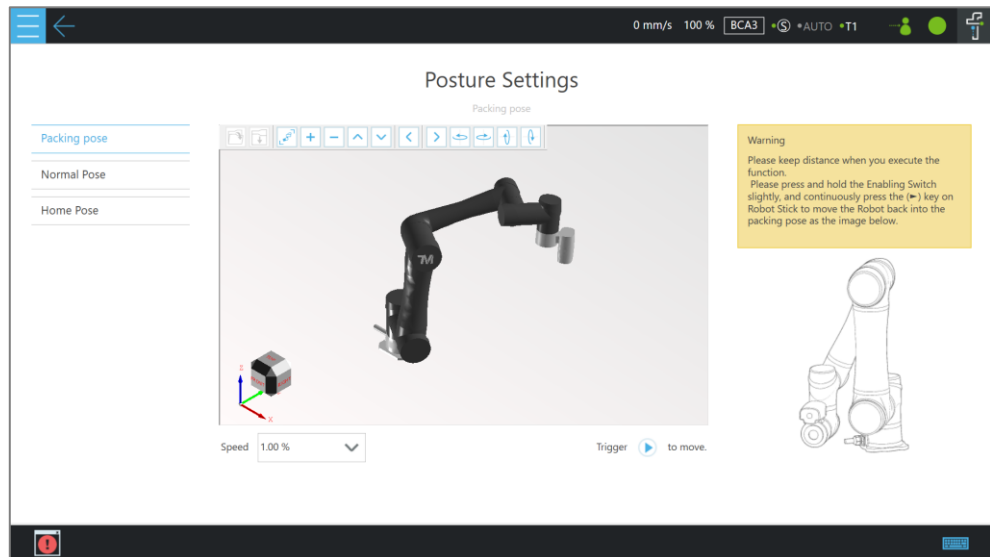 0 mm/s 100 % BCA3 S AUTO T1
Posture Settings
Packing pose
Packing pose
Normal Pose
Home Pose
TM
Z
X
Speed 1.00 %
Trigger to move.
Warning
Please keep distance when you execute the
function.
Please press and hold the Enabling Switch
slightly, and continuously press the (►) key on
Robot Stick to move the Robot back into the
packing pose as the image below.